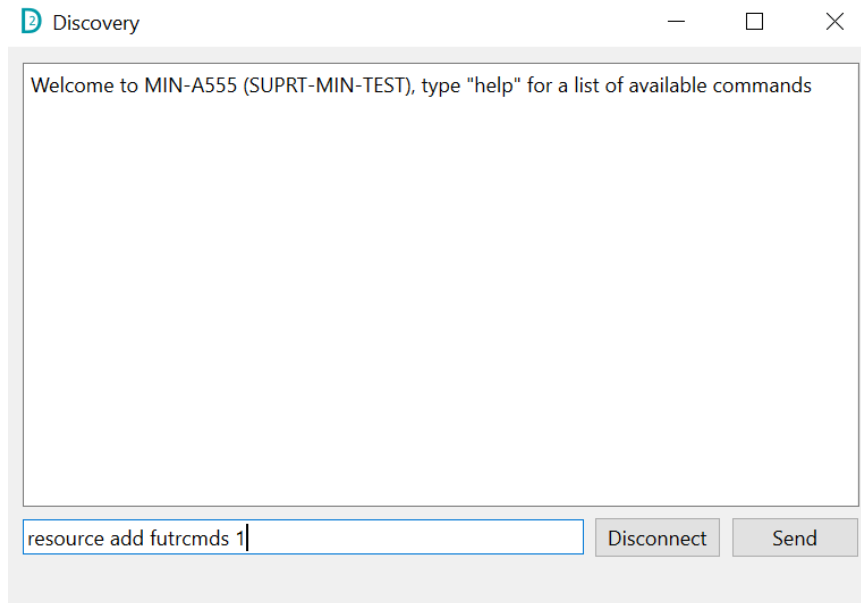 2 Discovery
Welcome to MIN-A555 (SUPRT-MIN-TEST), type "help" for a list of available commands
resource add futrcmds 1
Disconnect
Send